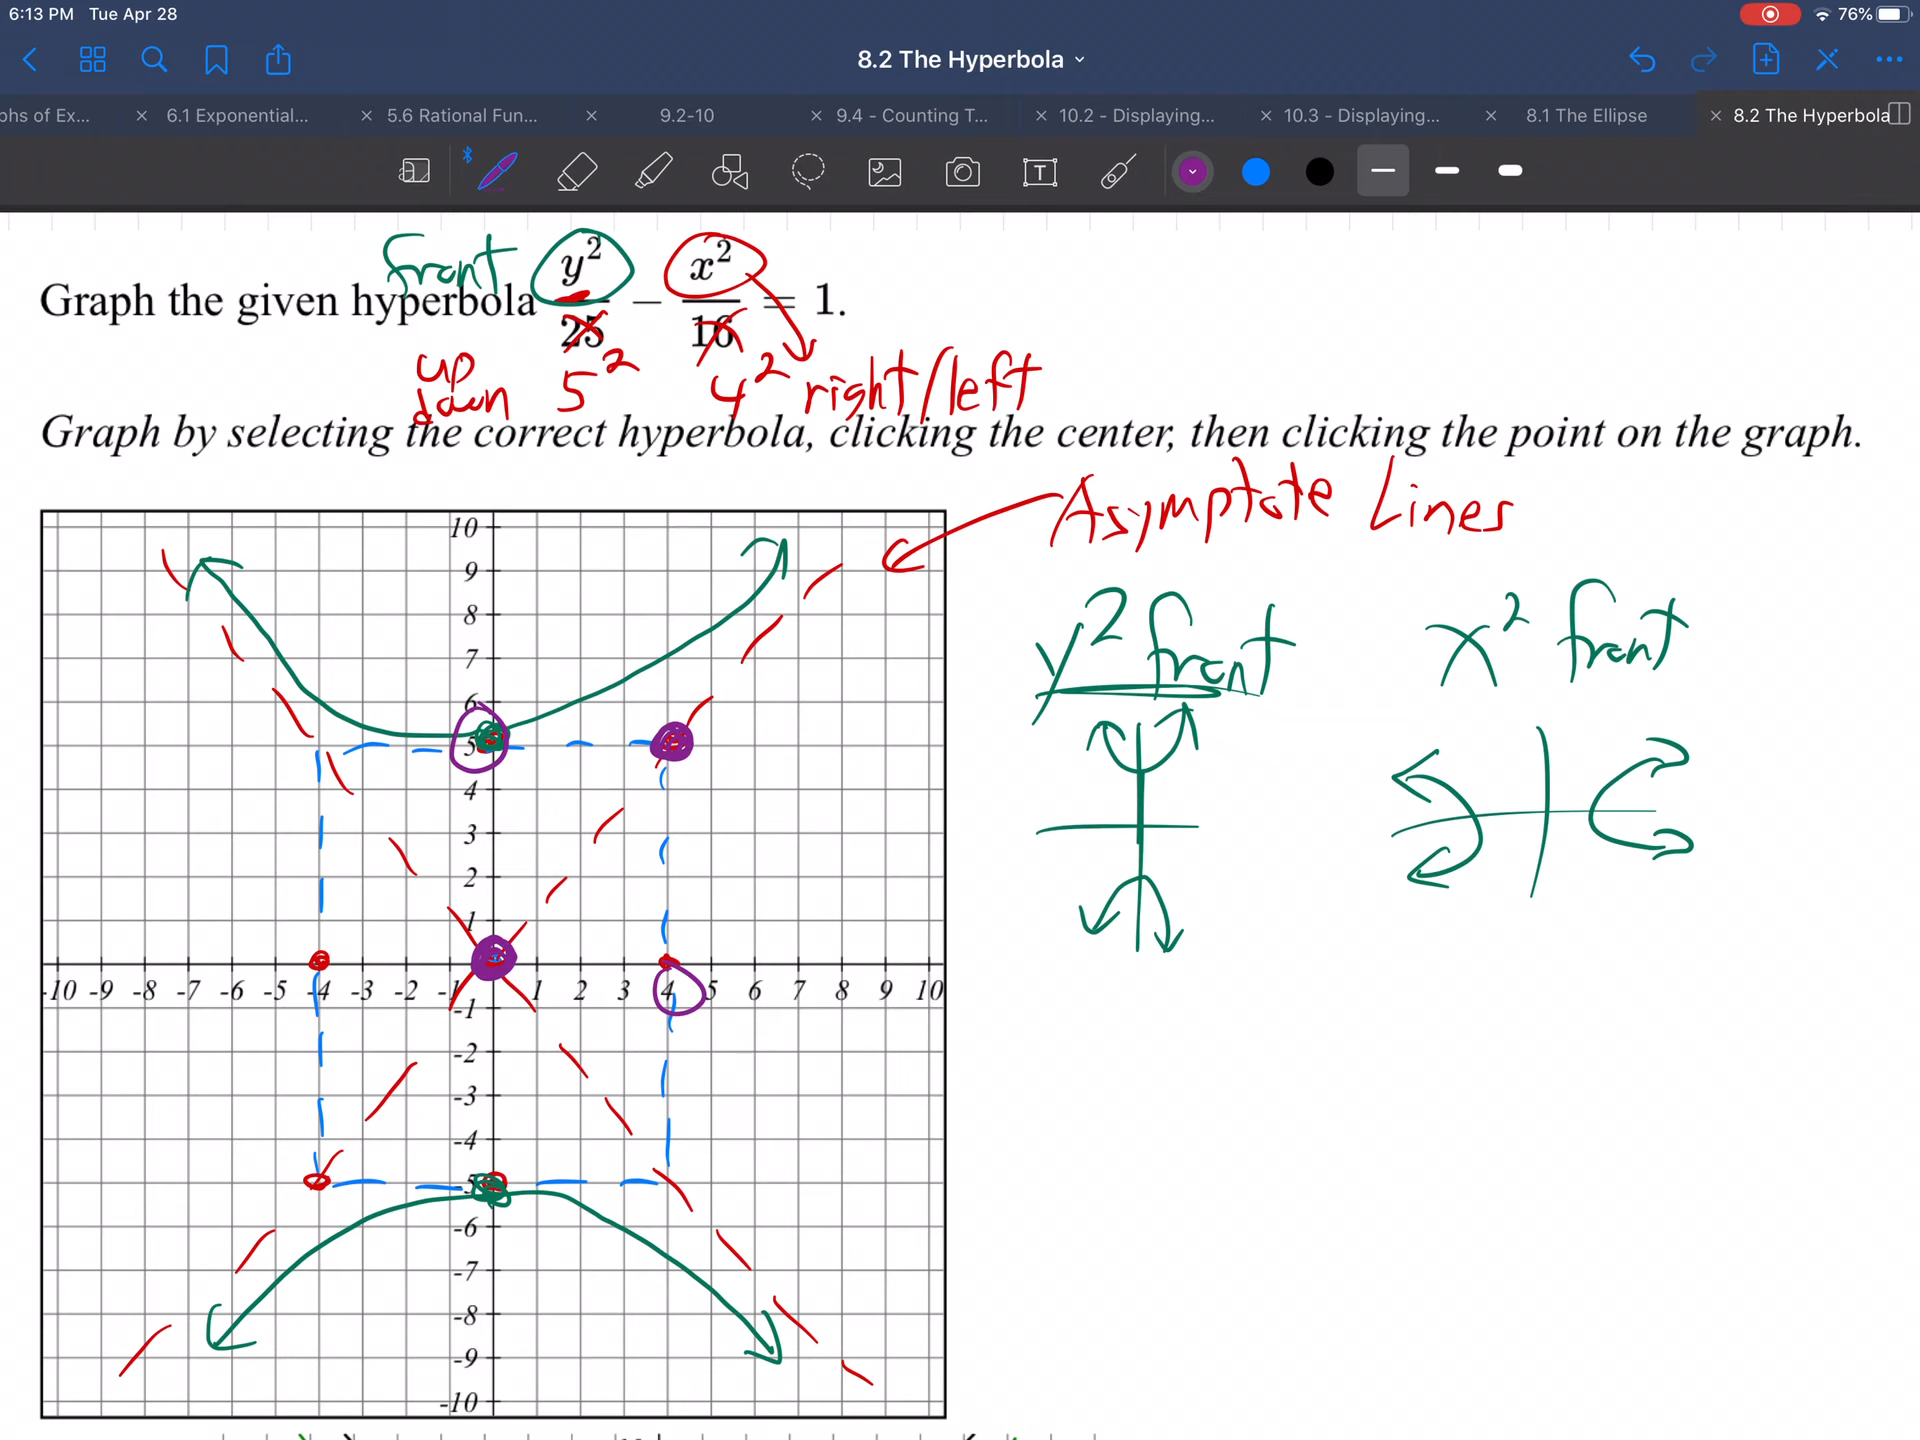 6:13 PM Tue Apr 28 76%
8.2 The Hyperbola
phs of Ex... × 6.1 Exponential... × 5.6 Rational Fun... × 9.2-10 × 9.4 - Counting T... × 10.2 - Displaying... × 10.3 - Displaying... × 8.1 The Ellipse × 8.2 The Hyperbola
T
front
Graph the given hyperbola y²/25 − x²/16 = 1.
up down 5² 4² right/left
Graph by selecting the correct hyperbola, clicking the center, then clicking the point on the graph.
Asymptote Lines
y² front x² front
10
9
8
7
6
5
4
3
2
1
-10 -9 -8 -7 -6 -5 -4 -3 -2 -1 1 2 3 4 5 6 7 8 9 10
-1
-2
-3
-4
-5
-6
-7
-8
-9
-10